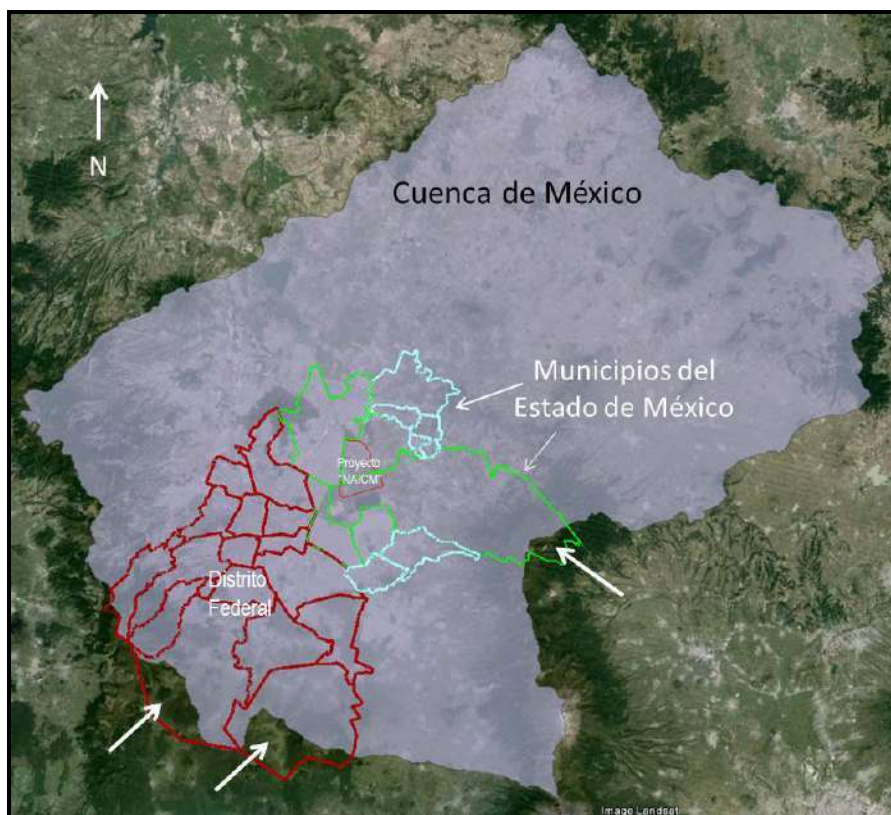 N
Cuenca de México
Municipios del
Estado de México
Proyecto
"NAICM"
Distrito
Federal
Image Landsat